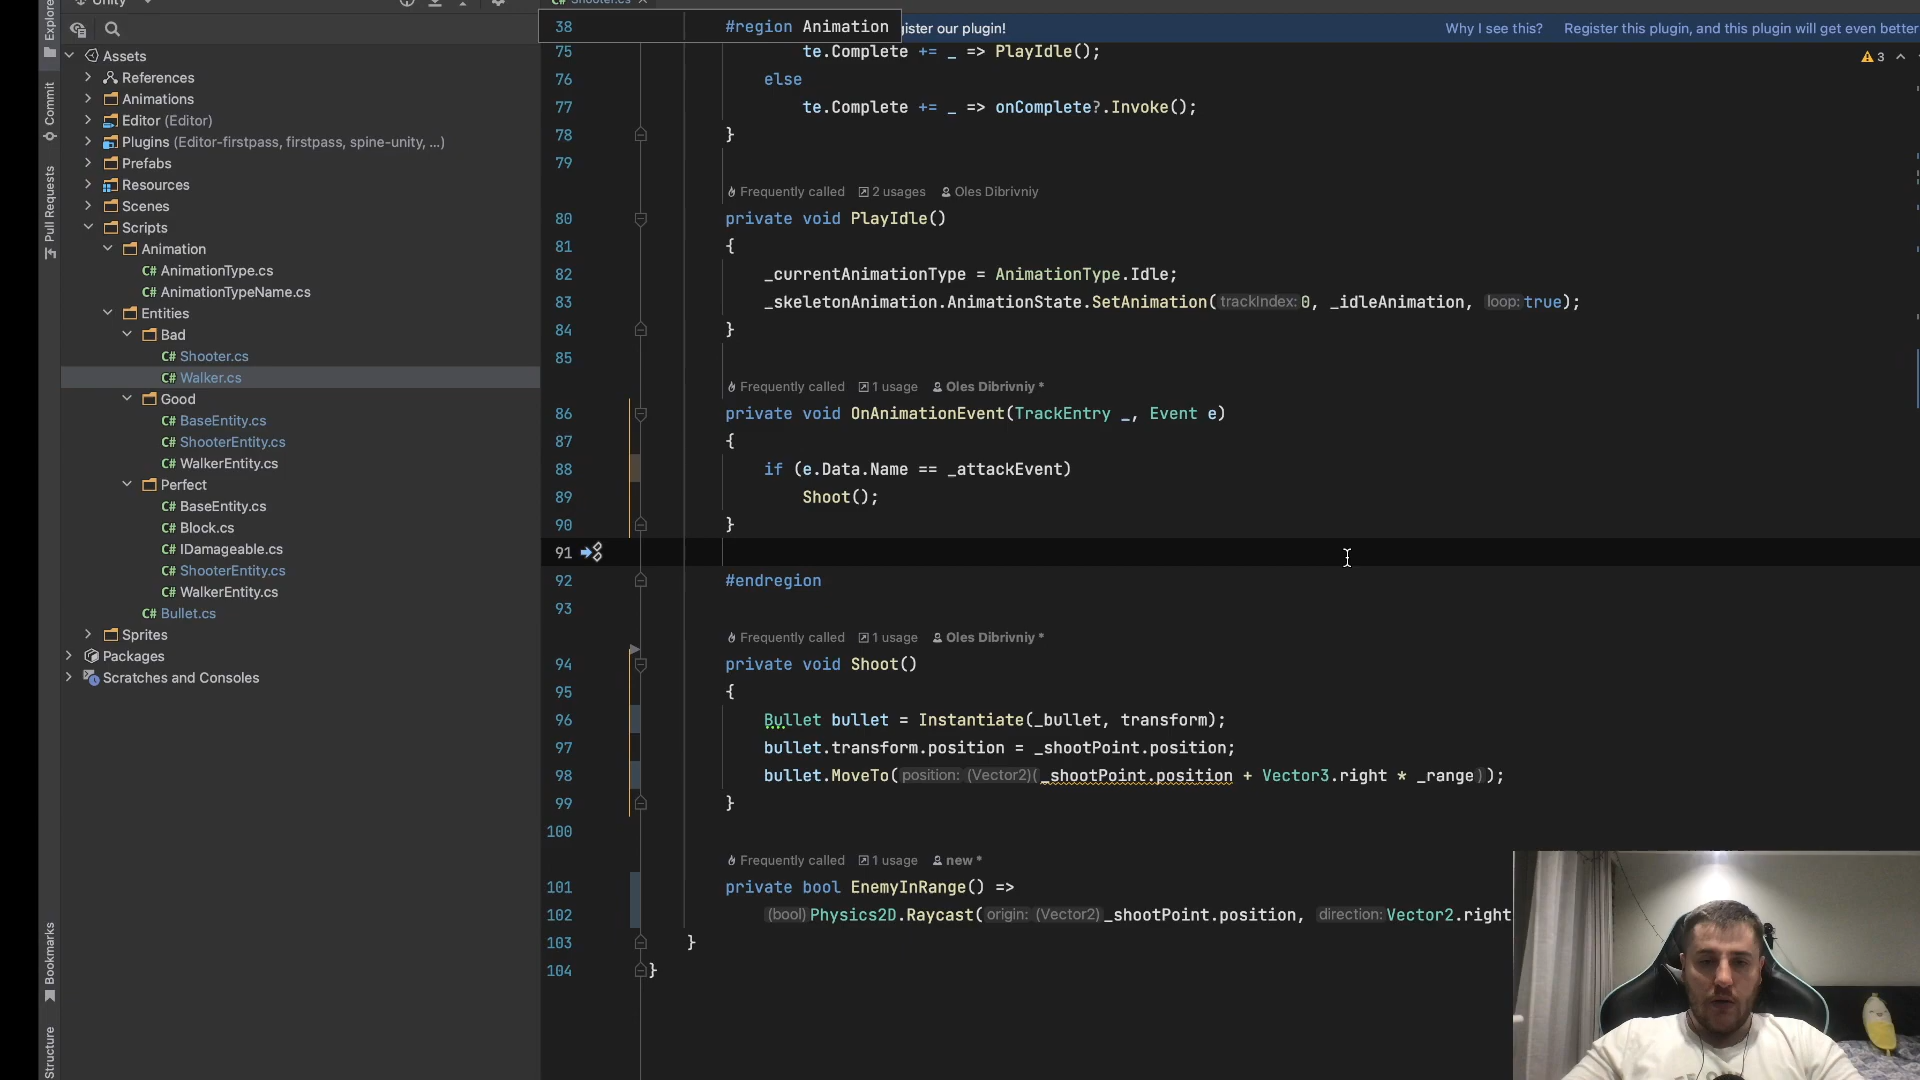 Unity
Shooter.cs
38 #region Animation
gister our plugin!
Why I see this? Register this plugin, and this plugin will get even better
3
Explorer
Commit
Pull Requests
Bookmarks
Structure
Assets
References
Animations
Editor (Editor)
Plugins (Editor-firstpass, firstpass, spine-unity, ...)
Prefabs
Resources
Scenes
Scripts
Animation
C# AnimationType.cs
C# AnimationTypeName.cs
Entities
Bad
C# Shooter.cs
C# Walker.cs
Good
C# BaseEntity.cs
C# ShooterEntity.cs
C# WalkerEntity.cs
Perfect
C# BaseEntity.cs
C# Block.cs
C# IDamageable.cs
C# ShooterEntity.cs
C# WalkerEntity.cs
C# Bullet.cs
Sprites
Packages
Scratches and Consoles
75 te.Complete += _ => PlayIdle();
76 else
77 te.Complete += _ => onComplete?.Invoke();
78 }
79
Frequently called 2 usages Oles Dibrivniy
80 private void PlayIdle()
81 {
82 _currentAnimationType = AnimationType.Idle;
83 _skeletonAnimation.AnimationState.SetAnimation( trackIndex: 0, _idleAnimation, loop: true);
84 }
85
Frequently called 1 usage Oles Dibrivniy *
86 private void OnAnimationEvent(TrackEntry _, Event e)
87 {
88 if (e.Data.Name == _attackEvent)
89 Shoot();
90 }
91
92 #endregion
93
Frequently called 1 usage Oles Dibrivniy *
94 private void Shoot()
95 {
96 Bullet bullet = Instantiate(_bullet, transform);
97 bullet.transform.position = _shootPoint.position;
98 bullet.MoveTo( position: (Vector2)(_shootPoint.position + Vector3.right * _range));
99 }
100
Frequently called 1 usage new *
101 private bool EnemyInRange() =>
102 (bool)Physics2D.Raycast( origin: (Vector2)_shootPoint.position, direction: Vector2.right
103 }
104 }